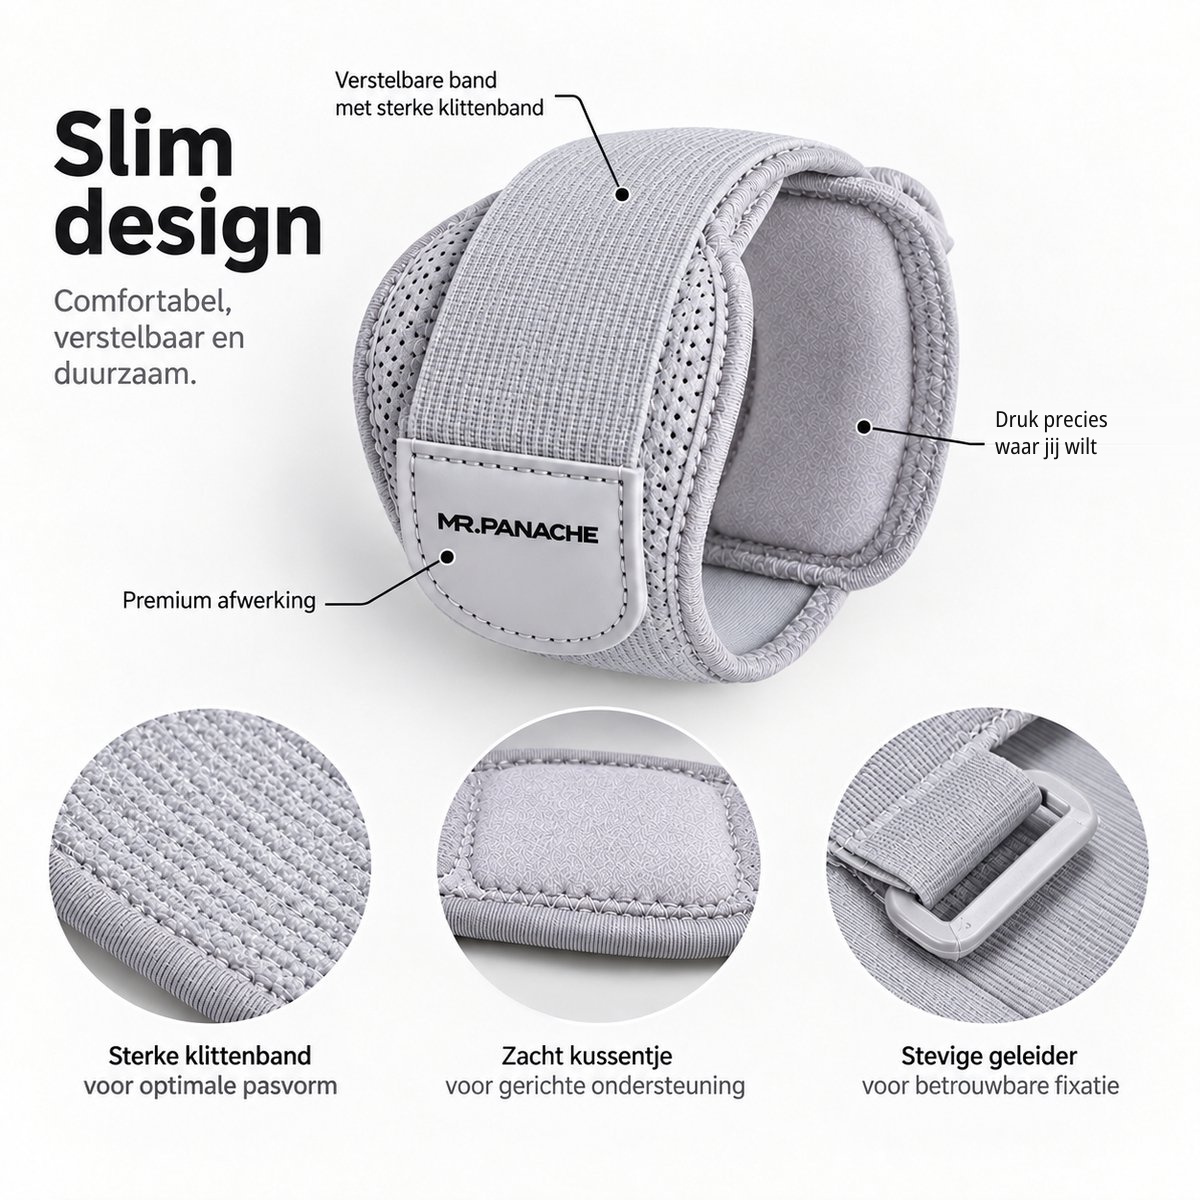 Verstelbare band
met sterke klittenband
Slim
design
Comfortabel,
verstelbaar en
duurzaam.
Druk precies
waar jij wilt
MR.PANACHE
Premium afwerking
Sterke klittenband
voor optimale pasvorm
Zacht kussentje
voor gerichte ondersteuning
Stevige geleider
voor betrouwbare fixatie